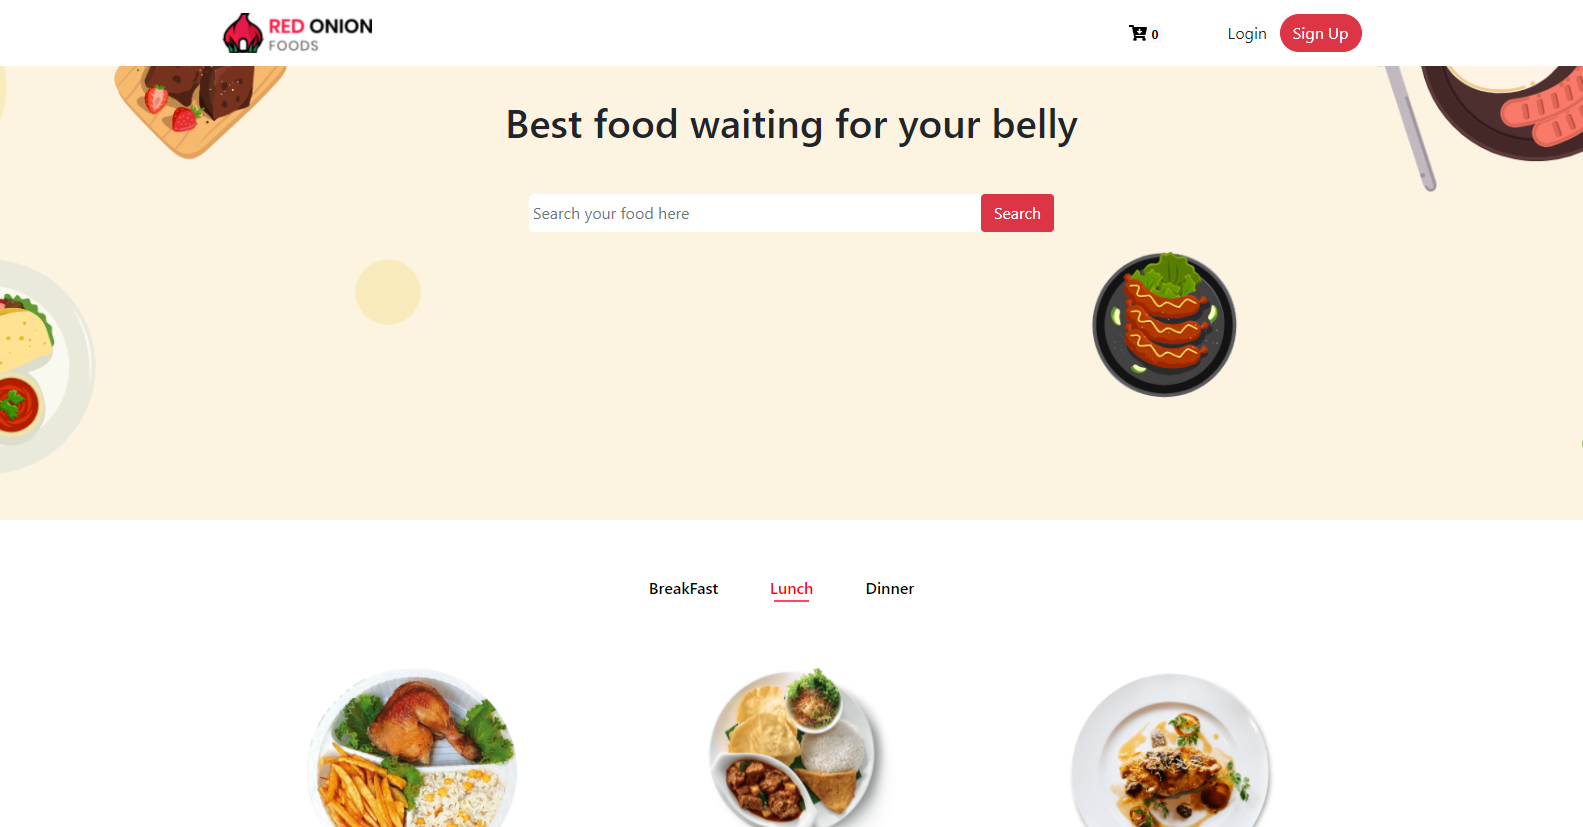 RED ONION
FOODS
0
Login
Sign Up
Best food waiting for your belly
Search your food here
Search
BreakFast
Lunch
Dinner